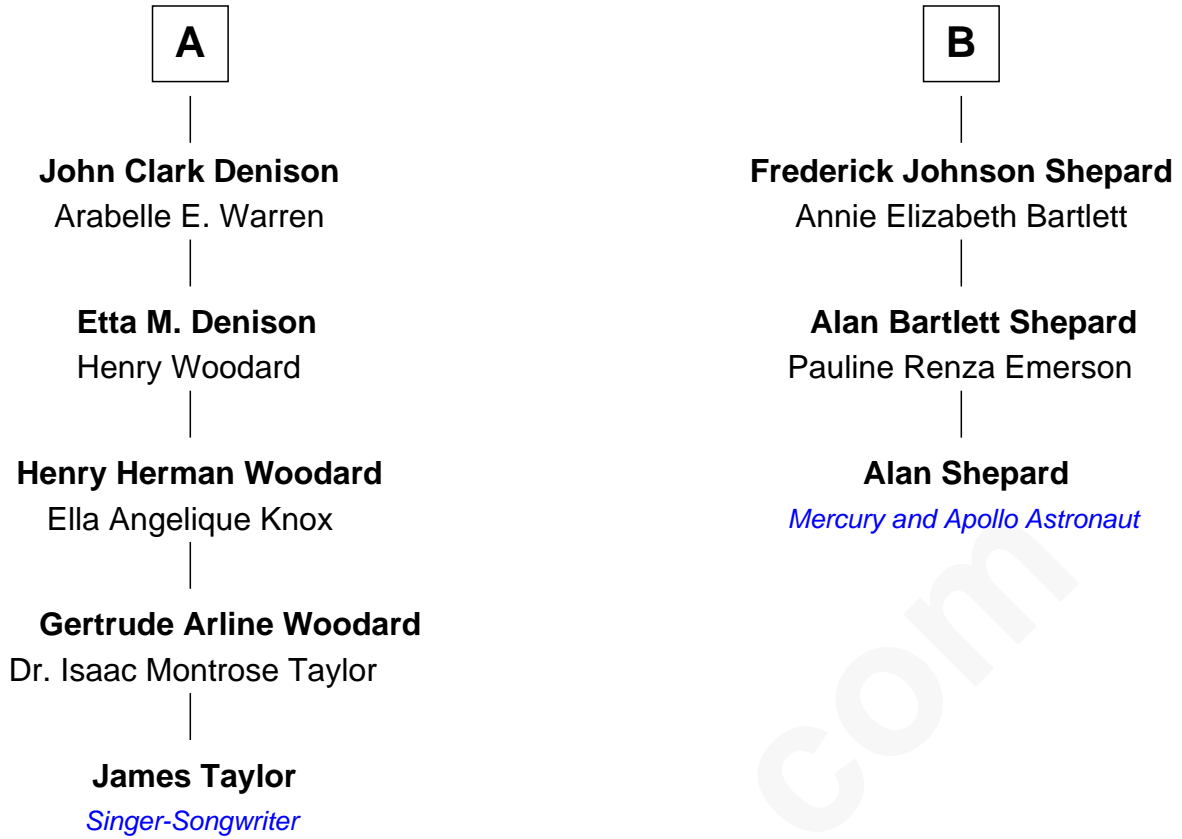 A
John Clark Denison
Arabelle E. Warren
Etta M. Denison
Henry Woodard
Henry Herman Woodard
Ella Angelique Knox
Gertrude Arline Woodard
Dr. Isaac Montrose Taylor
James Taylor
Singer-Songwriter
B
Frederick Johnson Shepard
Annie Elizabeth Bartlett
Alan Bartlett Shepard
Pauline Renza Emerson
Alan Shepard
Mercury and Apollo Astronaut
com